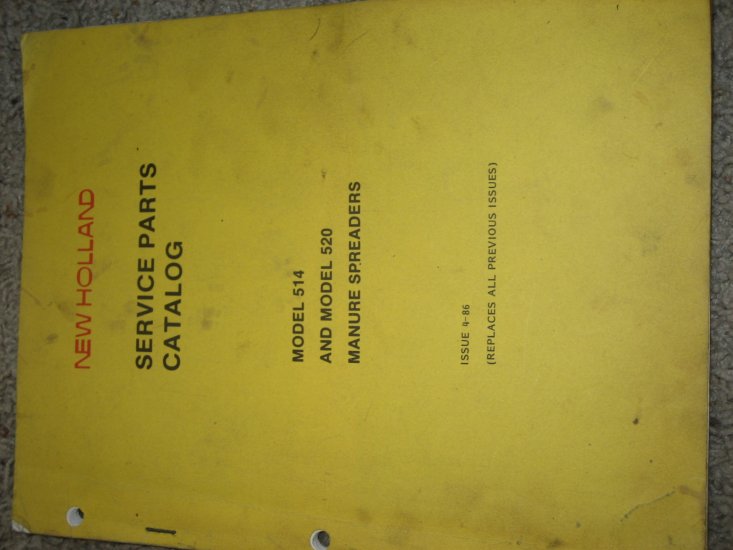 NEW HOLLAND
SERVICE PARTS
CATALOG
MODEL 514
AND MODEL 520
MANURE SPREADERS
ISSUE 4-86
(REPLACES ALL PREVIOUS ISSUES)